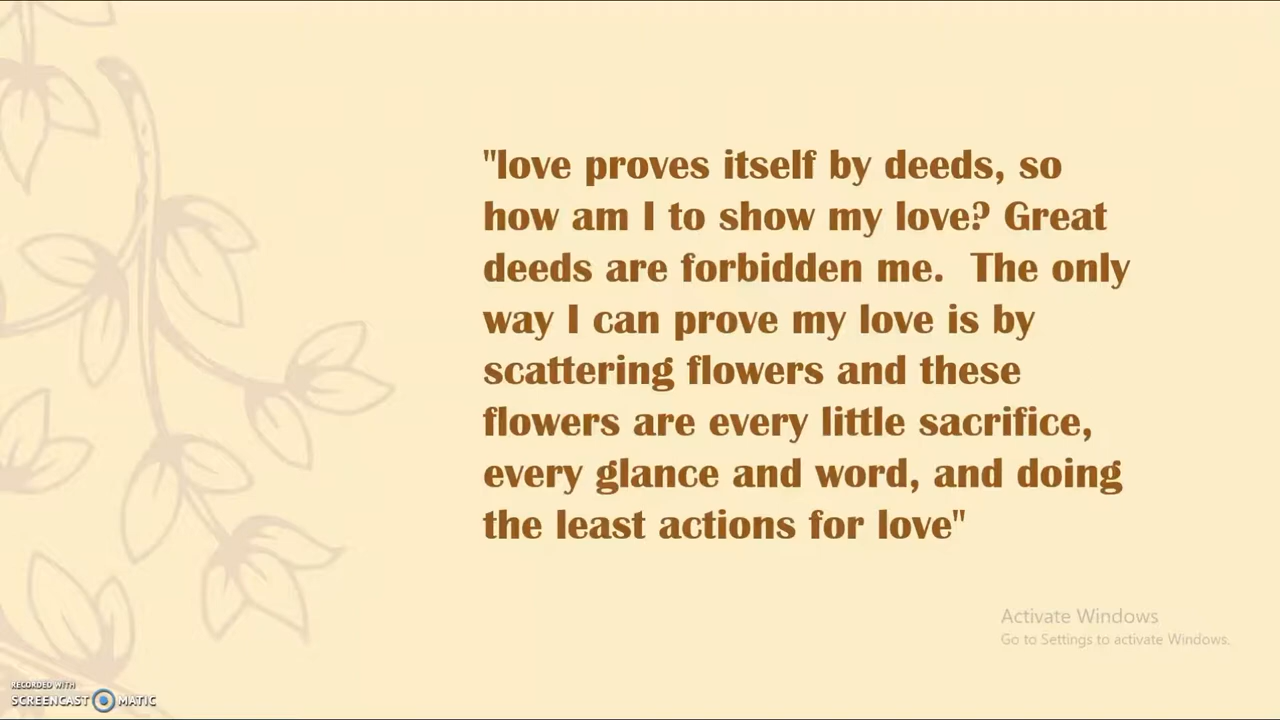 "love proves itself by deeds, so
how am I to show my love? Great
deeds are forbidden me.  The only
way I can prove my love is by
scattering flowers and these
flowers are every little sacrifice,
every glance and word, and doing
the least actions for love"
Activate Windows
Go to Settings to activate Windows.
RECORDED WITH
SCREENCAST MATIC